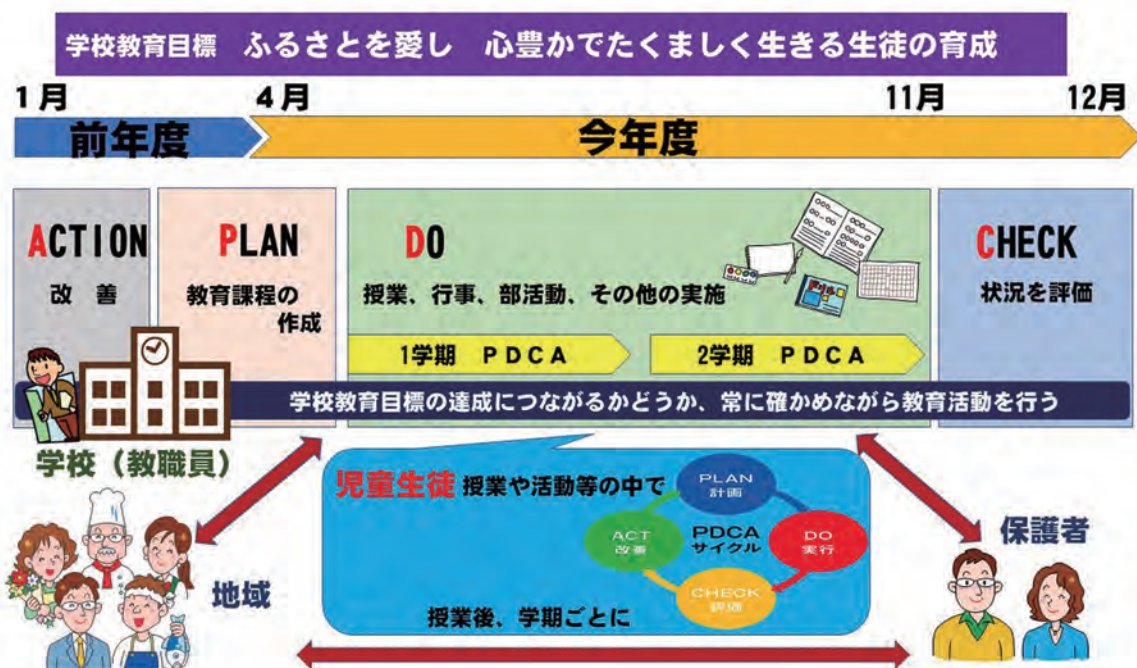 学校教育目標 ふるさとを愛し 心豊かでたくましく生きる生徒の育成
1月 4月 11月 12月
前年度 今年度
ACTION
改 善
PLAN
教育課程の
作成
DO
授業、行事、部活動、その他の実施
ドリル
1学期 PDCA
2学期 PDCA
CHECK
状況を評価
学校教育目標の達成につながるかどうか、常に確かめながら教育活動を行う
学校（教職員）
地域
児童生徒 授業や活動等の中で
PLAN
計画
DO
実行
CHECK
評価
ACT
改善
PDCA
サイクル
授業後、学期ごとに
保護者